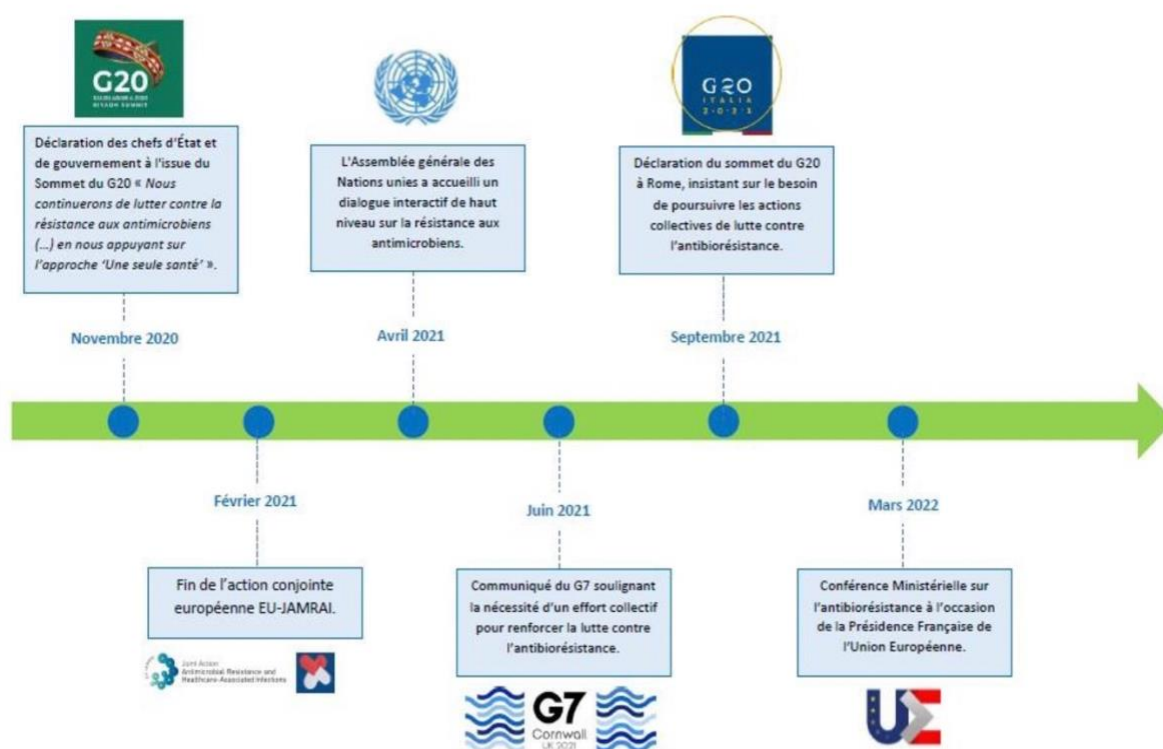 G20
RIYADH SUMMIT
Déclaration des chefs d'État et
de gouvernement à l'issue du
Sommet du G20 « Nous
continuerons de lutter contre la
résistance aux antimicrobiens
(...) en nous appuyant sur
l'approche 'Une seule santé' ».
Novembre 2020
L'Assemblée générale des
Nations unies a accueilli un
dialogue interactif de haut
niveau sur la résistance aux
antimicrobiens.
Avril 2021
G20
ITALIA
2021
Déclaration du sommet du G20
à Rome, insistant sur le besoin
de poursuivre les actions
collectives de lutte contre
l'antibiorésistance.
Septembre 2021
Février 2021
Fin de l'action conjointe
européenne EU-JAMRAI.
Joint Action
Antimicrobial Resistance and
Healthcare-Associated Infections
Juin 2021
Communiqué du G7 soulignant
la nécessité d'un effort collectif
pour renforcer la lutte contre
l'antibiorésistance.
G7
Cornwall
UK 2021
Mars 2022
Conférence Ministérielle sur
l'antibiorésistance à l'occasion
de la Présidence Française de
l'Union Européenne.
UE